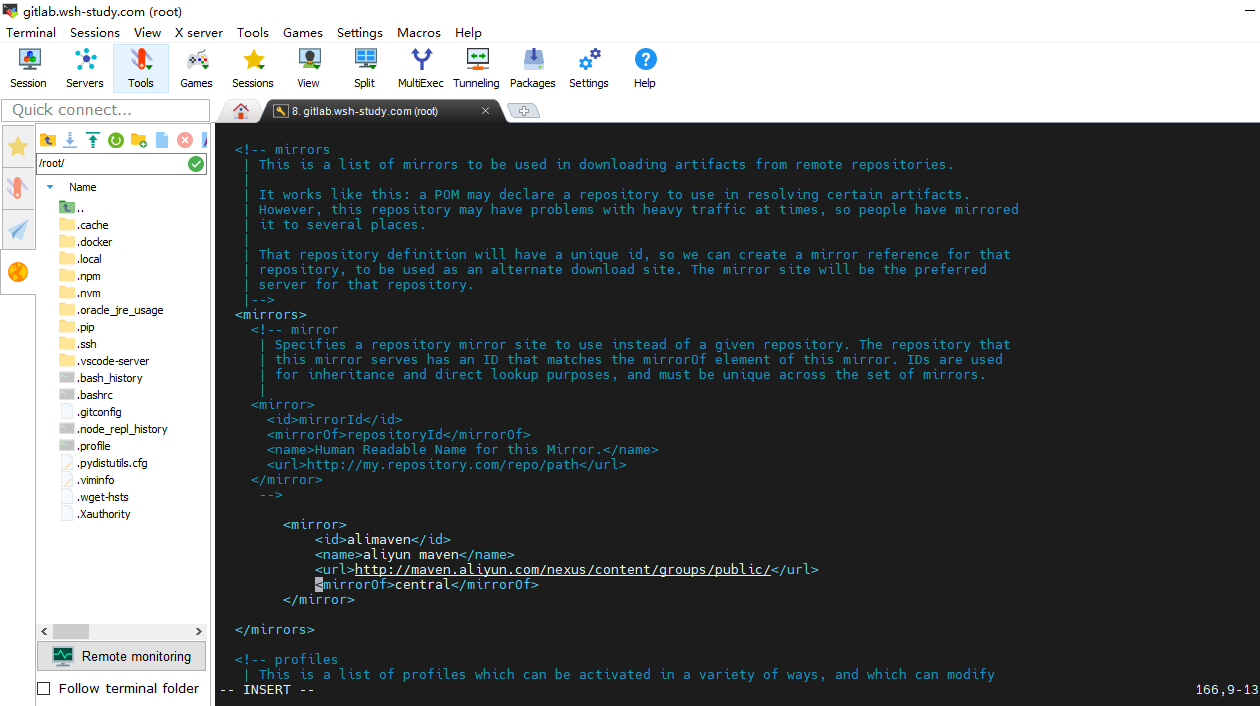 gitlab.wsh-study.com (root)
Terminal Sessions View X server Tools Games Settings Macros Help
Session Servers Tools Games Sessions View Split MultiExec Tunneling Packages Settings Help
Quick connect...
8. gitlab.wsh-study.com (root)
/root/
Name
..
.cache
.docker
.local
.npm
.nvm
.oracle_jre_usage
.pip
.ssh
.vscode-server
.bash_history
.bashrc
.gitconfig
.node_repl_history
.profile
.pydistutils.cfg
.viminfo
.wget-hsts
.Xauthority
Remote monitoring
Follow terminal folder
<!-- mirrors
| This is a list of mirrors to be used in downloading artifacts from remote repositories.
|
| It works like this: a POM may declare a repository to use in resolving certain artifacts.
| However, this repository may have problems with heavy traffic at times, so people have mirrored
| it to several places.
|
| That repository definition will have a unique id, so we can create a mirror reference for that
| repository, to be used as an alternate download site. The mirror site will be the preferred
| server for that repository.
|-->
<mirrors>
<!-- mirror
| Specifies a repository mirror site to use instead of a given repository. The repository that
| this mirror serves has an ID that matches the mirrorOf element of this mirror. IDs are used
| for inheritance and direct lookup purposes, and must be unique across the set of mirrors.
|
<mirror>
<id>mirrorId</id>
<mirrorOf>repositoryId</mirrorOf>
<name>Human Readable Name for this Mirror.</name>
<url>http://my.repository.com/repo/path</url>
</mirror>
-->
<mirror>
<id>alimaven</id>
<name>aliyun maven</name>
<url>http://maven.aliyun.com/nexus/content/groups/public/</url>
<mirrorOf>central</mirrorOf>
</mirror>
</mirrors>
<!-- profiles
| This is a list of profiles which can be activated in a variety of ways, and which can modify
-- INSERT -- 166,9-13